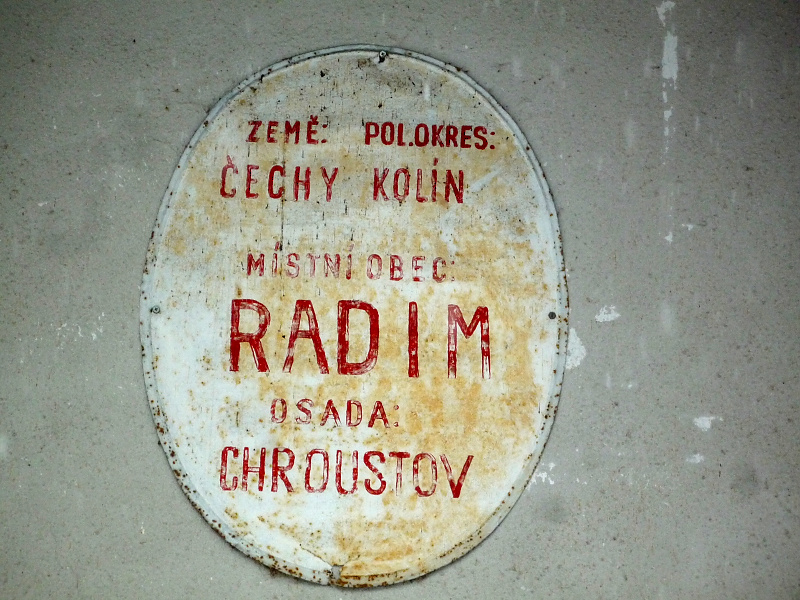 ZEMĚ: POL.OKRES:
ČECHY KOLÍN
MÍSTNÍ OBEC:
RADIM
OSADA:
CHROUSTOV